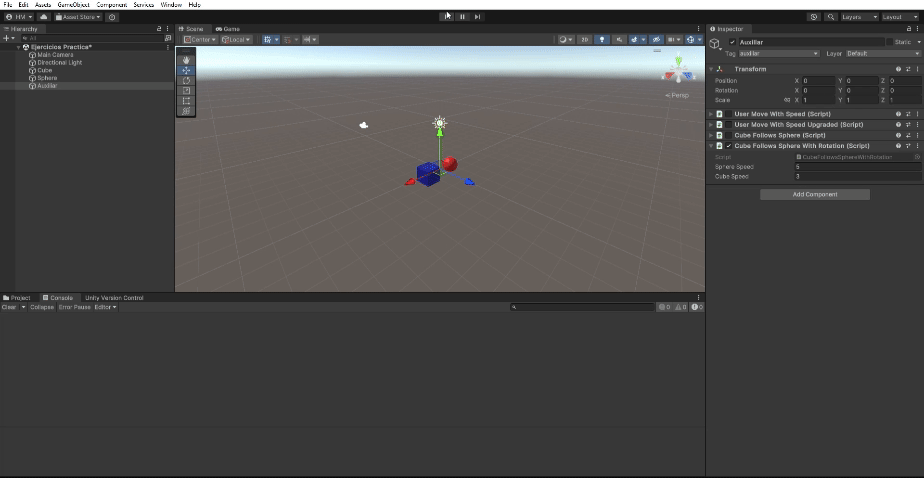 File Edit Assets GameObject Component Services Window Help
HM Asset Store Layers Layout
Hierarchy
All
Ejercicios Practica*
Main Camera
Directional Light
Cube
Sphere
Auxiliar
Scene Game
Center Local 2D
Persp
Inspector
Auxiliar Static
Tag auxiliar Layer Default
Transform
Position X 0 Y 0 Z 0
Rotation X 0 Y 0 Z 0
Scale X 1 Y 1 Z 1
User Move With Speed (Script)
User Move With Speed Upgraded (Script)
Cube Follows Sphere (Script)
Cube Follows Sphere With Rotation (Script)
Script CubeFollowsSphereWithRotation
Sphere Speed 5
Cube Speed 3
Add Component
Project Console Unity Version Control
Clear Collapse Error Pause Editor 0 0 0